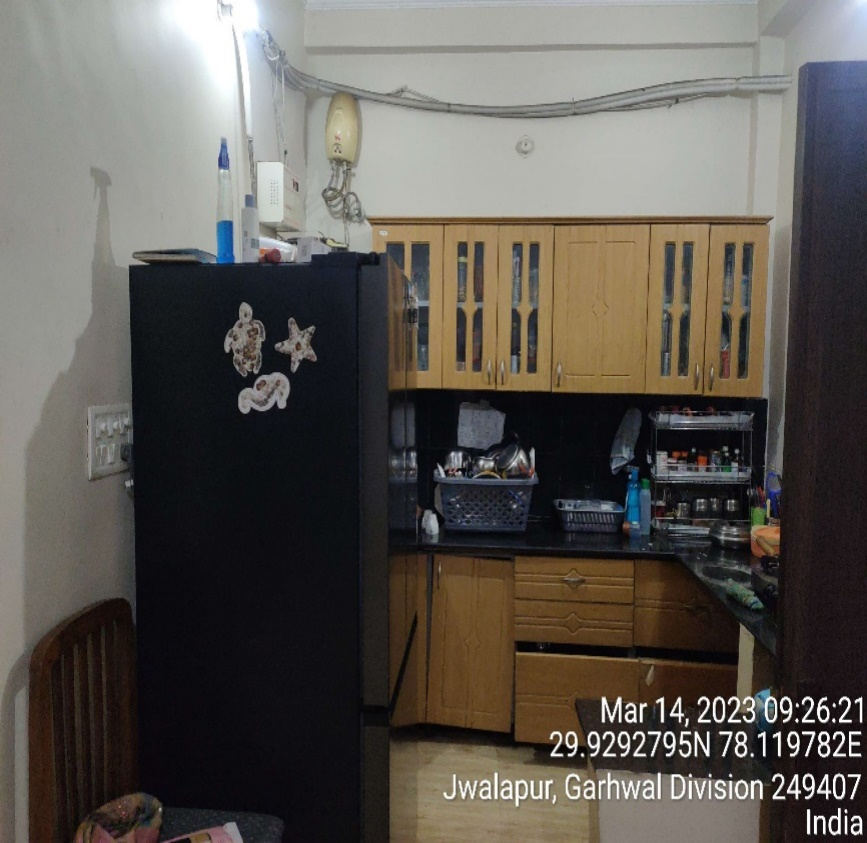 Mar 14, 2023 09:26:21
29.9292795N 78.119782E
Jwalapur, Garhwal Division 249407
India